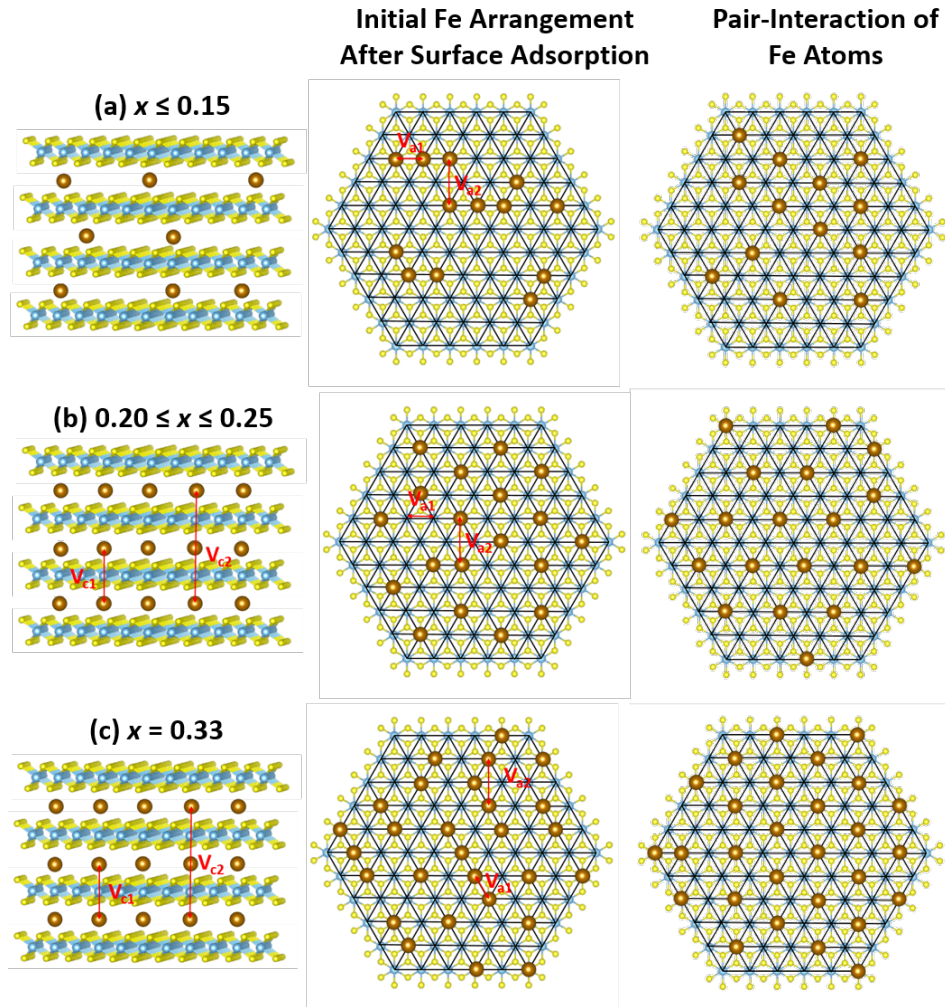 Initial Fe Arrangement
After Surface Adsorption
Pair-Interaction of
Fe Atoms
(a) x ≤ 0.15
Va1
Va2
(b) 0.20 ≤ x ≤ 0.25
Vc1
Vc2
Va1
Va2
(c) x = 0.33
Vc1
Vc2
Va2
Va1